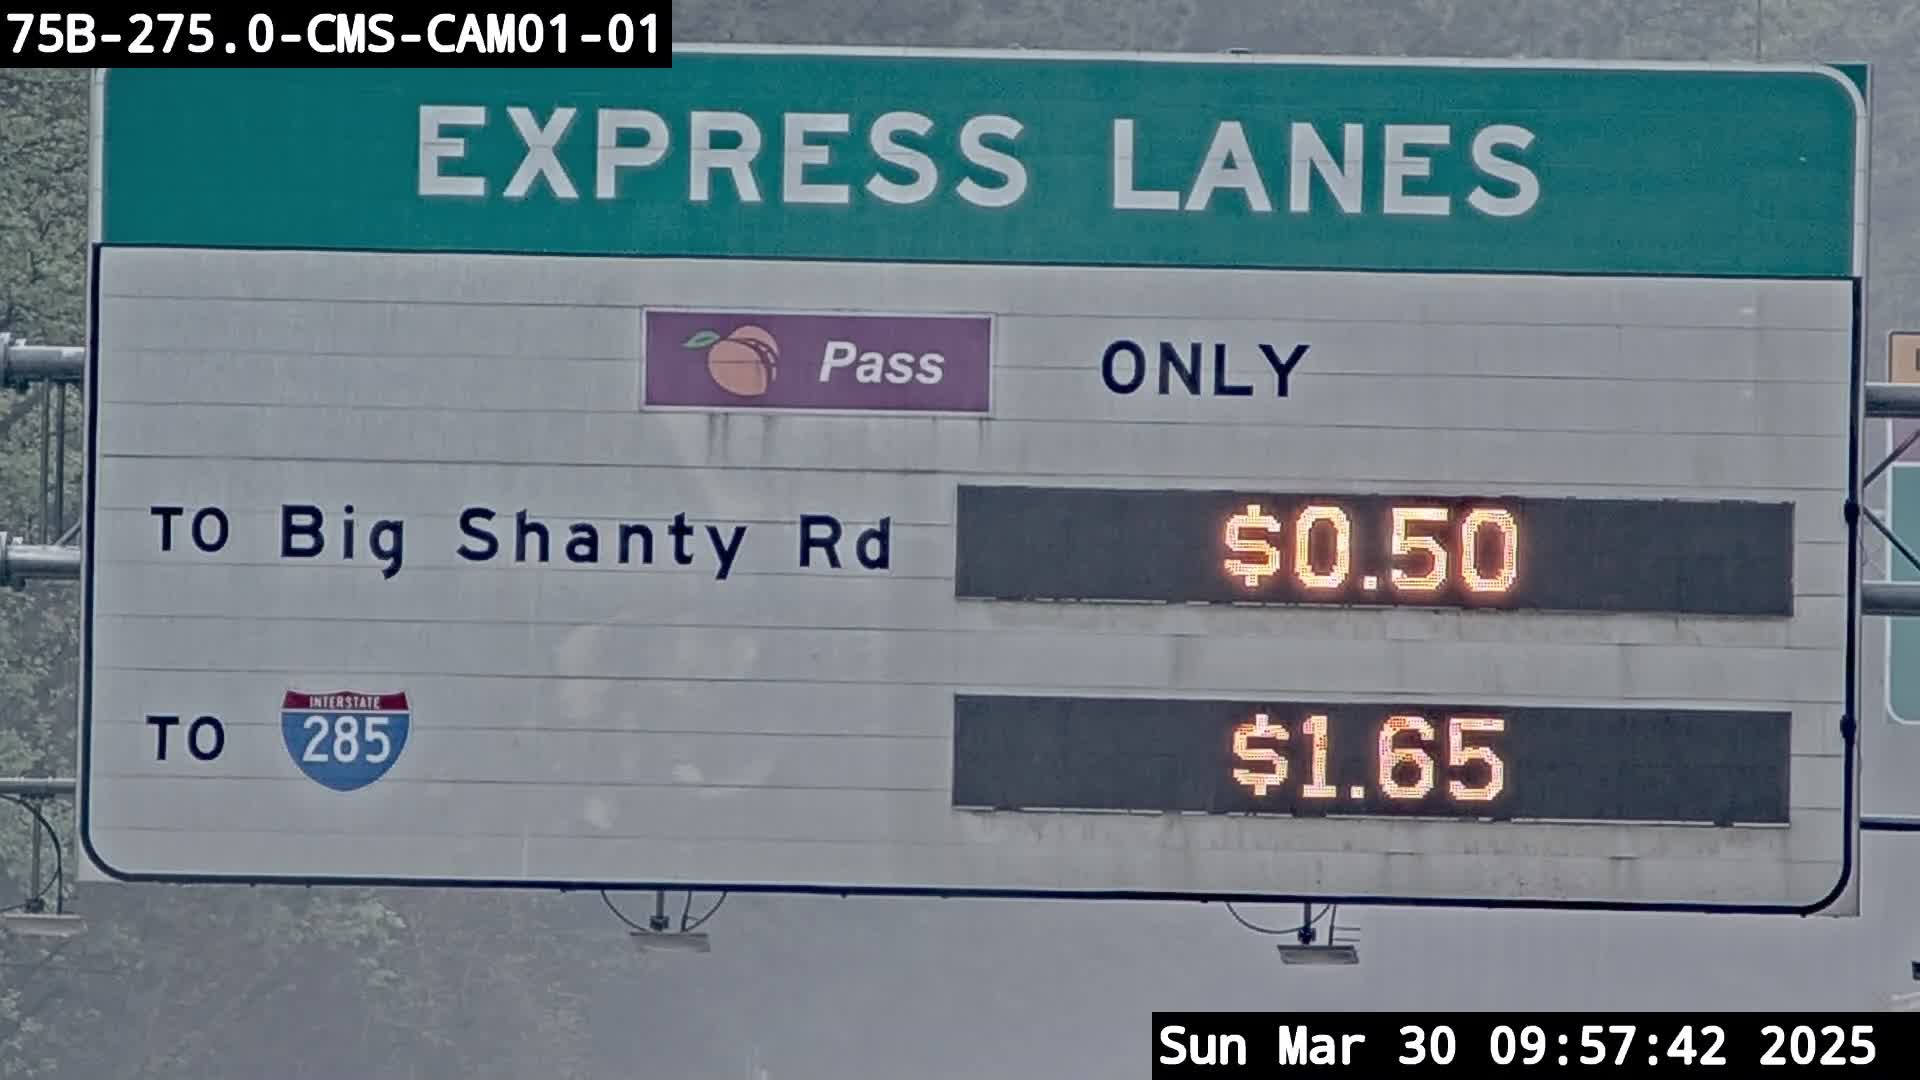 75B-275.0-CMS-CAM01-01
EXPRESS LANES
Pass ONLY
TO Big Shanty Rd $0.50
INTERSTATE
TO 285 $1.65
Sun Mar 30 09:57:42 2025